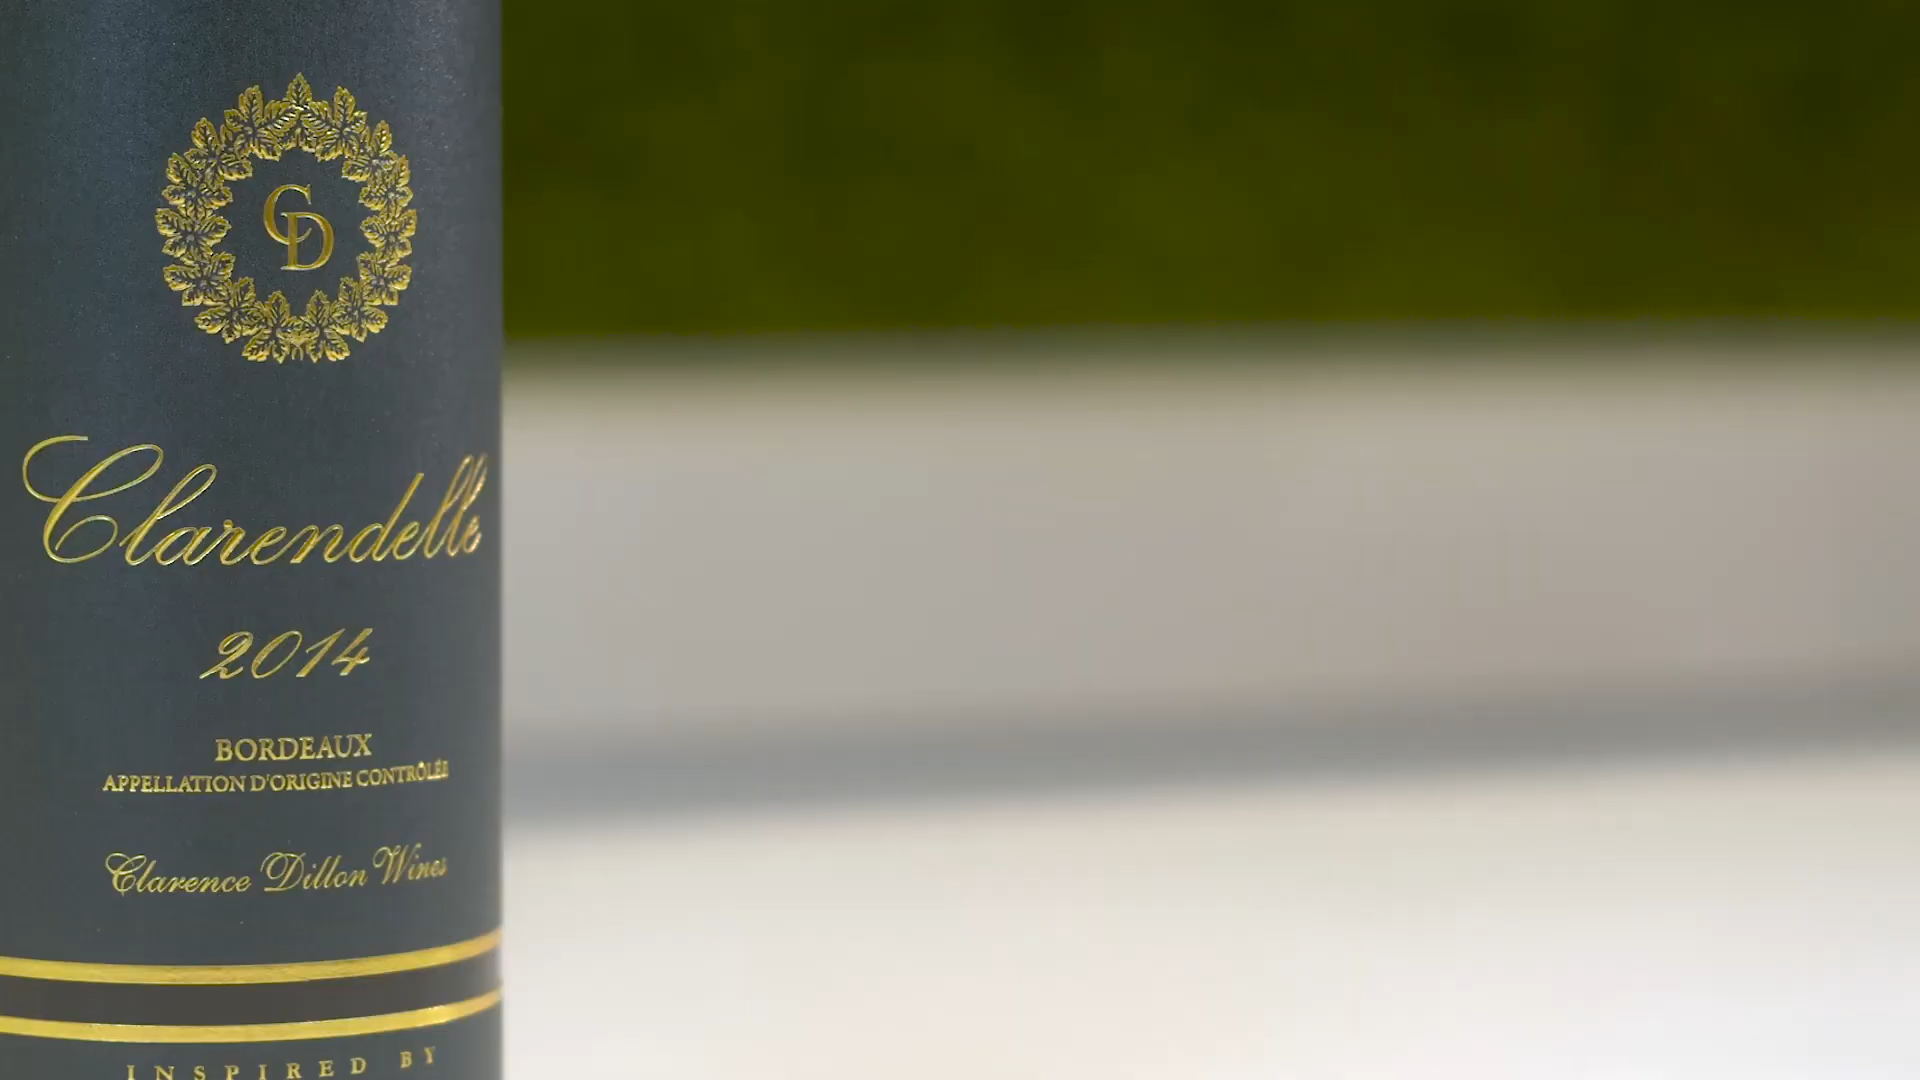 CD
Clarendelle
2014
BORDEAUX
APPELLATION D'ORIGINE CONTRÔLÉE
Clarence Dillon Wines
INSPIRED BY